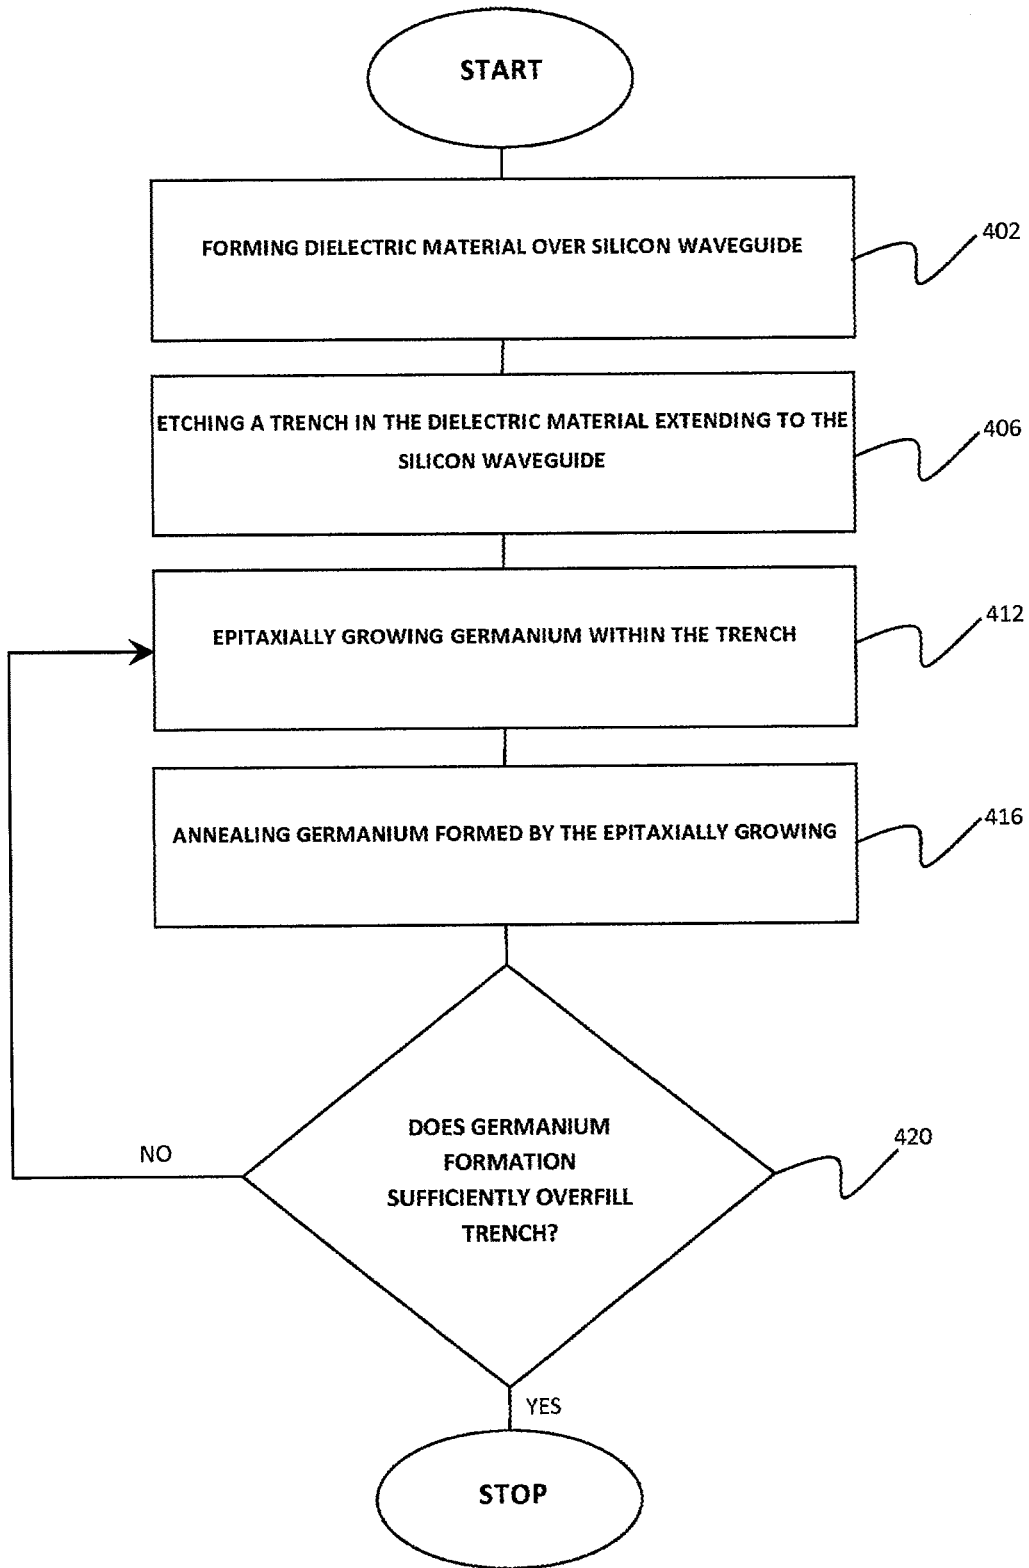 START
FORMING DIELECTRIC MATERIAL OVER SILICON WAVEGUIDE
402
ETCHING A TRENCH IN THE DIELECTRIC MATERIAL EXTENDING TO THE
SILICON WAVEGUIDE
406
EPITAXIALLY GROWING GERMANIUM WITHIN THE TRENCH
412
ANNEALING GERMANIUM FORMED BY THE EPITAXIALLY GROWING
416
DOES GERMANIUM
FORMATION
SUFFICIENTLY OVERFILL
TRENCH?
420
NO
YES
STOP